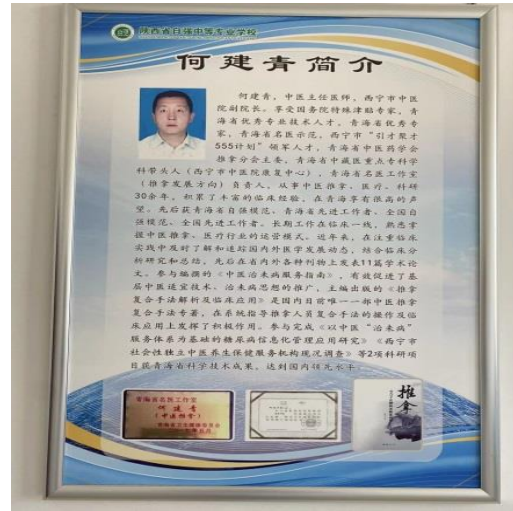 陕西省自强中等专业学校
何建青简介
何建青,中医主任医师,西宁市中医
院副院长。享受国务院特殊津贴专家,青
海省优秀专业技术人才,青海省优秀专
家,青海省名医示范,西宁市“引才聚才
555计划”领军人才,青海省中医药学会
推拿分会主委,青海省中藏医重点专科学
科带头人(西宁市中医院康复中心),青海省名医工作室
(推拿发展方向)负责人。从事中医推拿、医疗、科研
30余年,积累了丰富的临床经验,在青海享有很高的声
望。先后获青海省自强模范、青海省先进工作者、全国自
强模范、全国先进工作者。长期工作在临床一线,熟悉掌
握中医推拿、医疗行业的运营模式。近年来,在注重临床
实践中及时了解和追踪国内外医学发展动态,结合临床分
析研究和总结,先后在省内外各种刊物上发表11篇学术论
文。参与编撰的《中医治未病服务指南》,有效促进了基
层中医适宜技术、治未病思想的推广,主编出版的《推拿
复合手法解析及临床应用》是国内目前唯一一部中医推拿
复合手法专著,在系统指导推拿人员复合手法的操作及临
床应用上发挥了积极作用。参与完成《以中医“治未病”
服务体系为基础的糖尿病信息化管理应用研究》《西宁市
社会性独立中医养生保健服务机构现况调查》等2项科研项
目获青海省科学技术成果,达到国内领先水平。
青海省名医工作室
何建青
推拿